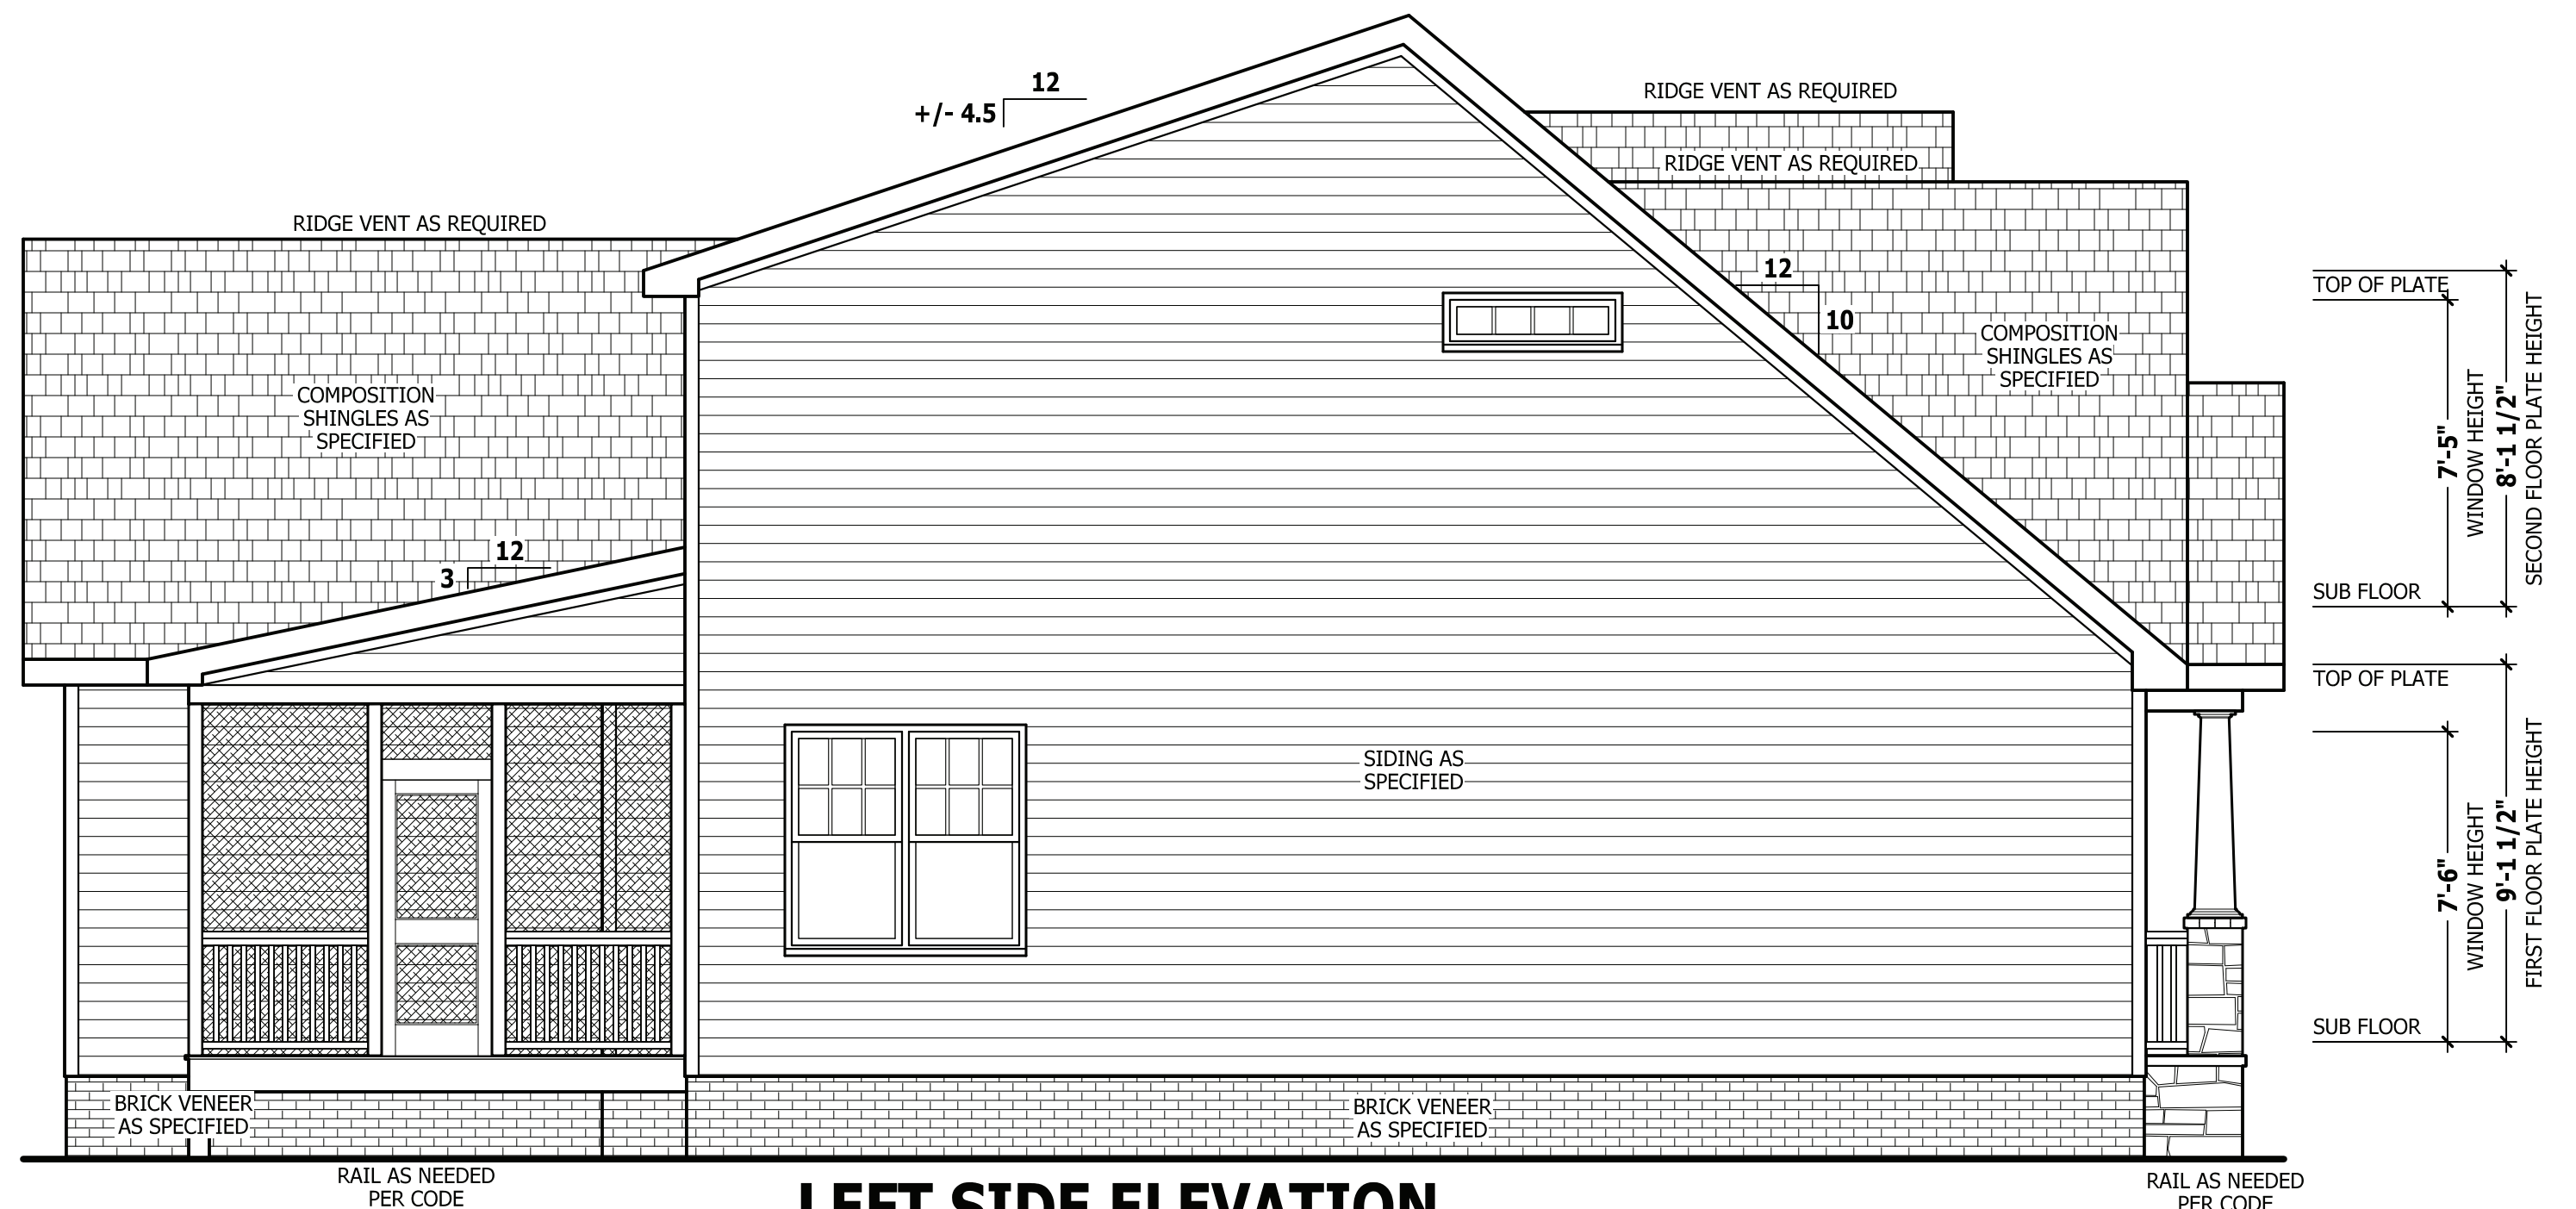 12
+/- 4.5
RIDGE VENT AS REQUIRED
RIDGE VENT AS REQUIRED
RIDGE VENT AS REQUIRED
12
10
COMPOSITION
SHINGLES AS
SPECIFIED
COMPOSITION
SHINGLES AS
SPECIFIED
12
3
TOP OF PLATE
7'-5"
WINDOW HEIGHT
8'-1 1/2"
SECOND FLOOR PLATE HEIGHT
SUB FLOOR
TOP OF PLATE
7'-6"
WINDOW HEIGHT
9'-1 1/2"
FIRST FLOOR PLATE HEIGHT
SUB FLOOR
SIDING AS
SPECIFIED
BRICK VENEER
AS SPECIFIED
BRICK VENEER
AS SPECIFIED
RAIL AS NEEDED
PER CODE
RAIL AS NEEDED
PER CODE
LEFT SIDE ELEVATION